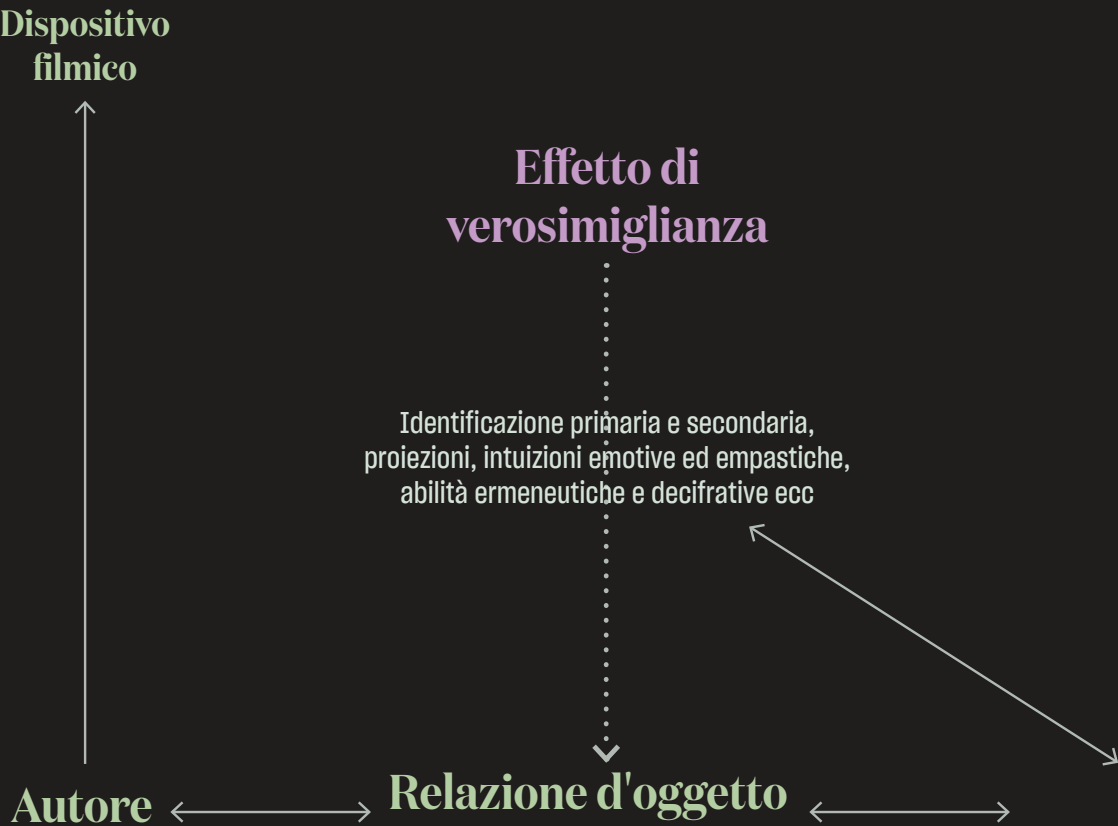 Dispositivo
filmico
Effetto di
verosimiglianza
Identificazione primaria e secondaria,
proiezioni, intuizioni emotive ed empastiche,
abilità ermeneutiche e decifrative ecc
Autore
Relazione d'oggetto